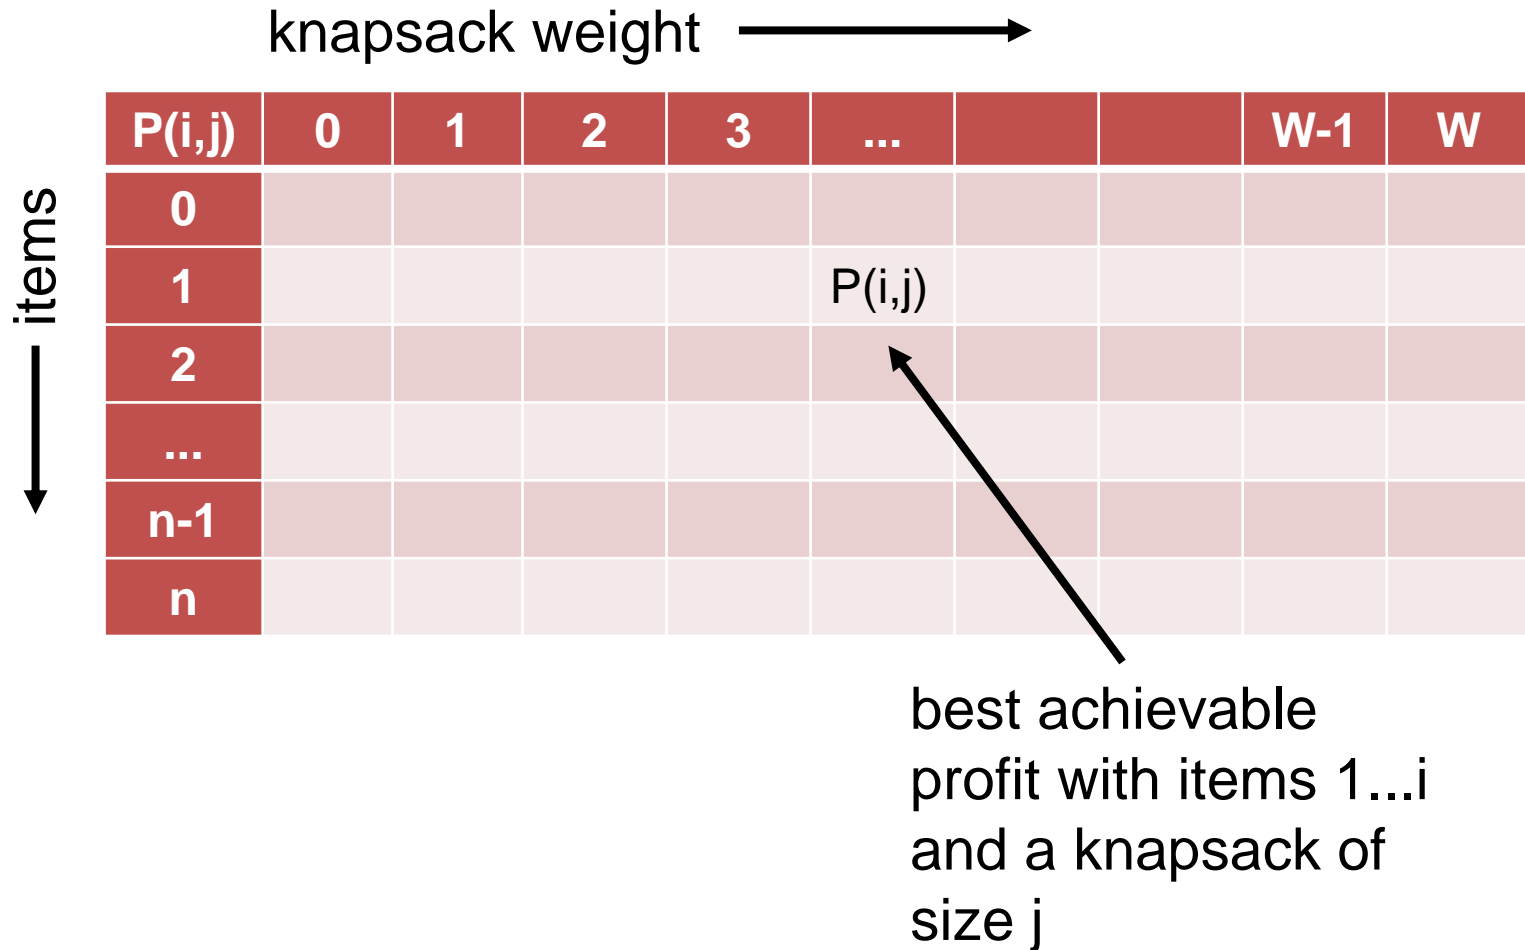 knapsack weight
P(i,j) 0 1 2 3 ... W-1 W
items
0
1 P(i,j)
2
...
n-1
n
best achievable
profit with items 1...i
and a knapsack of
size j